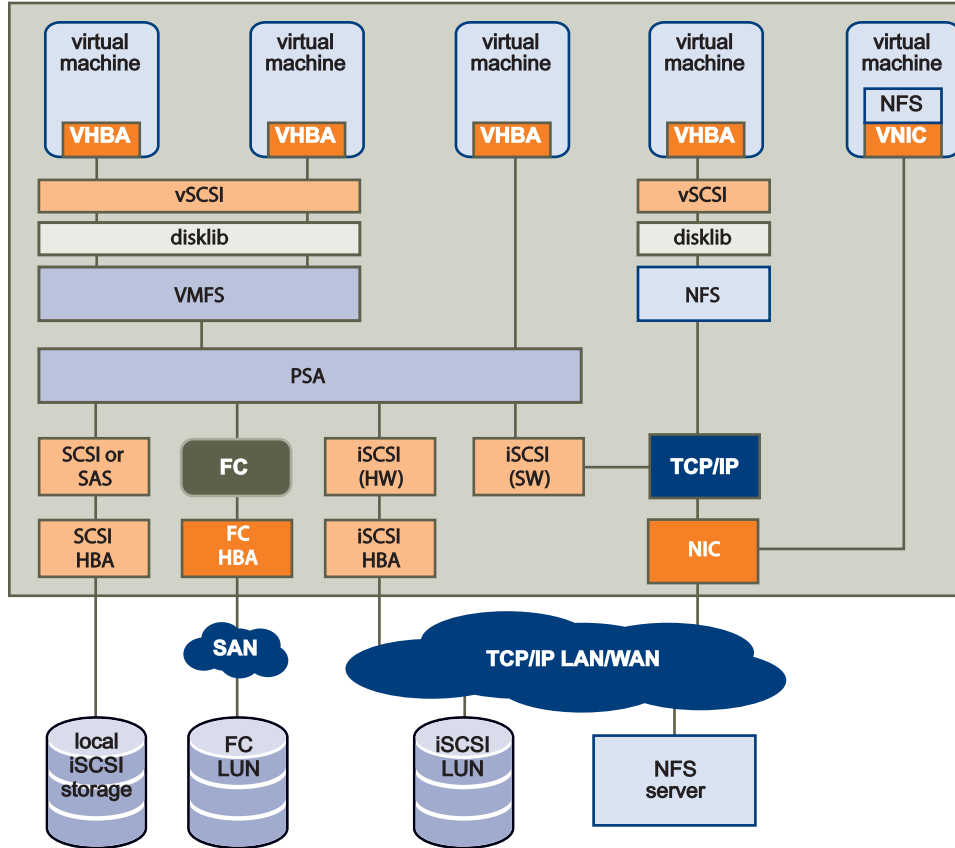 virtual
machine
VHBA
virtual
machine
VHBA
virtual
machine
VHBA
virtual
machine
VHBA
virtual
machine
NFS
VNIC
vSCSI
disklib
VMFS
vSCSI
disklib
NFS
PSA
SCSI or
SAS
FC
iSCSI
(HW)
iSCSI
(SW)
TCP/IP
SCSI
HBA
FC
HBA
iSCSI
HBA
NIC
SAN
TCP/IP LAN/WAN
local
iSCSI
storage
FC
LUN
iSCSI
LUN
NFS
server